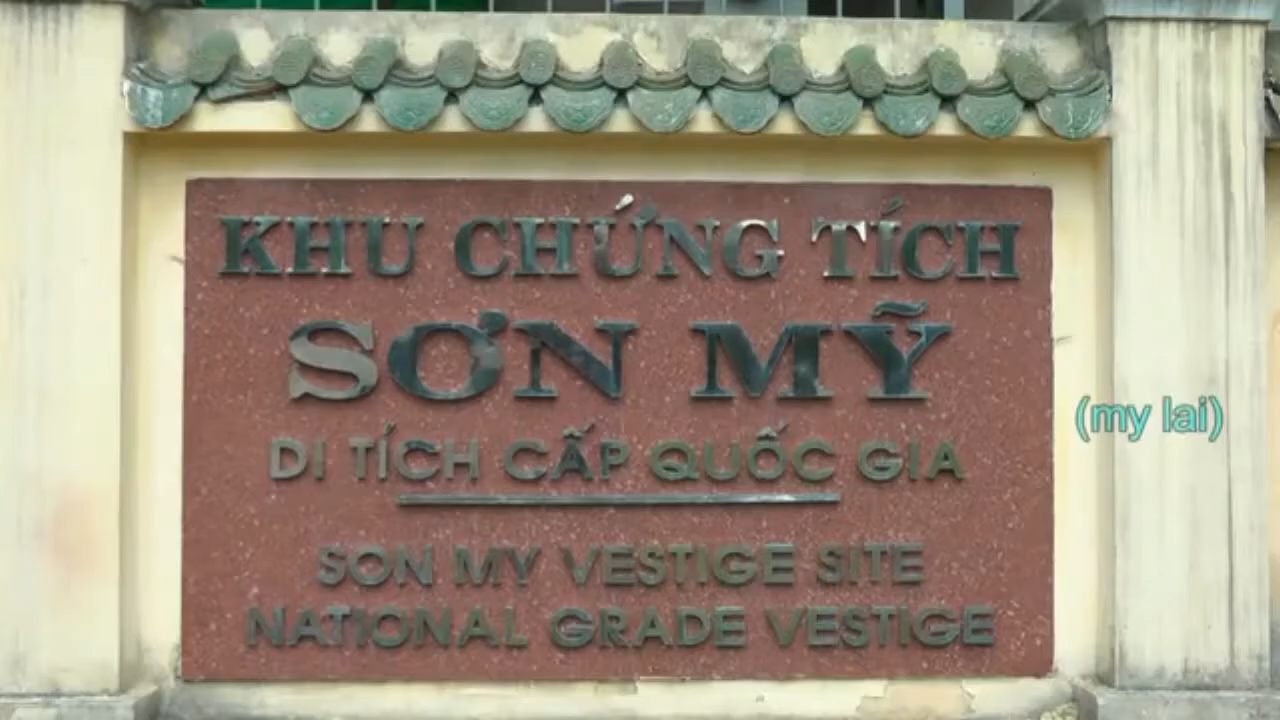 KHU CHỨNG TÍCH
SƠN MỸ
(my lai)
DI TÍCH CẤP QUỐC GIA
SON MY VESTIGE SITE
NATIONAL GRADE VESTIGE